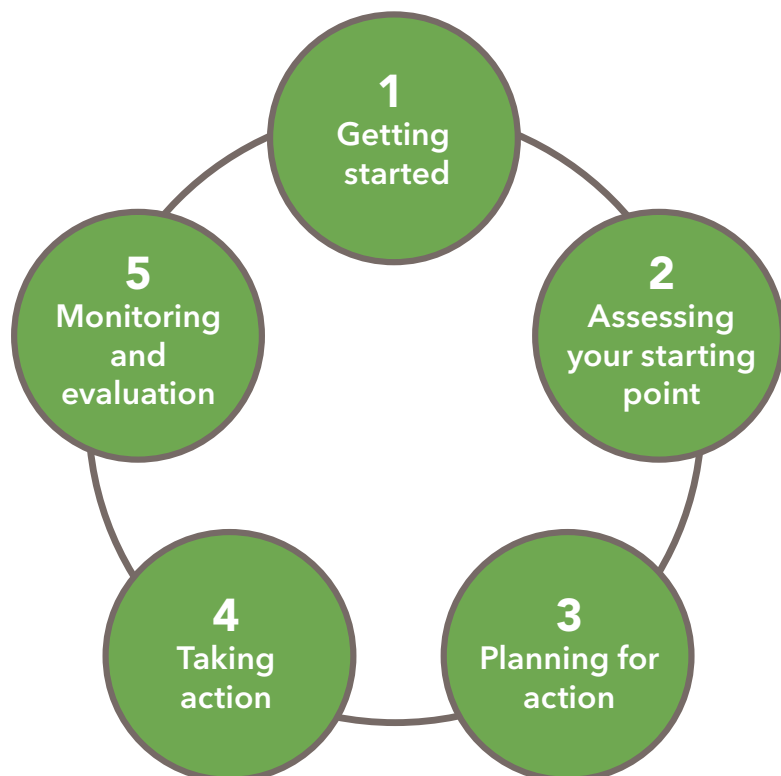 1
Getting
started
2
Assessing
your starting
point
3
Planning for
action
4
Taking
action
5
Monitoring
and
evaluation